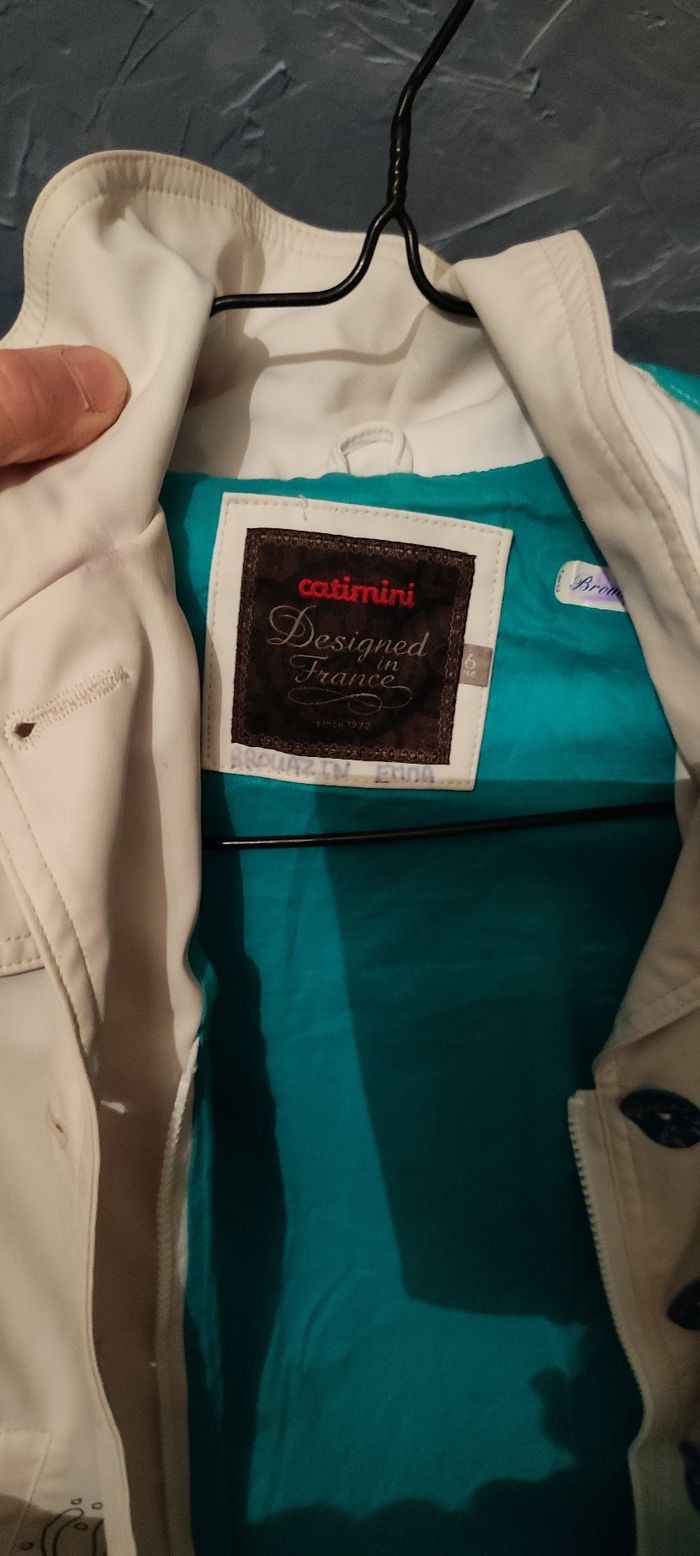 catimini
Designed
in
France
since 1972
6
BROUAZIN EMMA